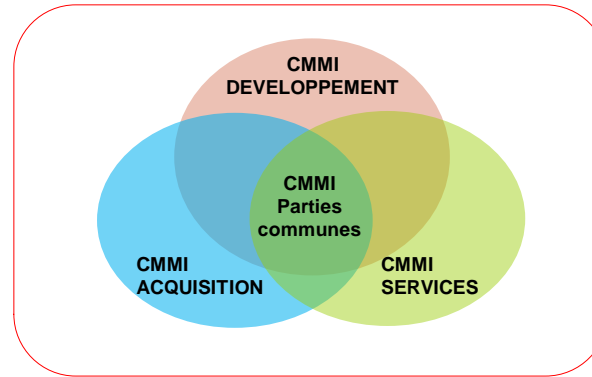 CMMI
DEVELOPPEMENT
CMMI
Parties
communes
CMMI
ACQUISITION
CMMI
SERVICES